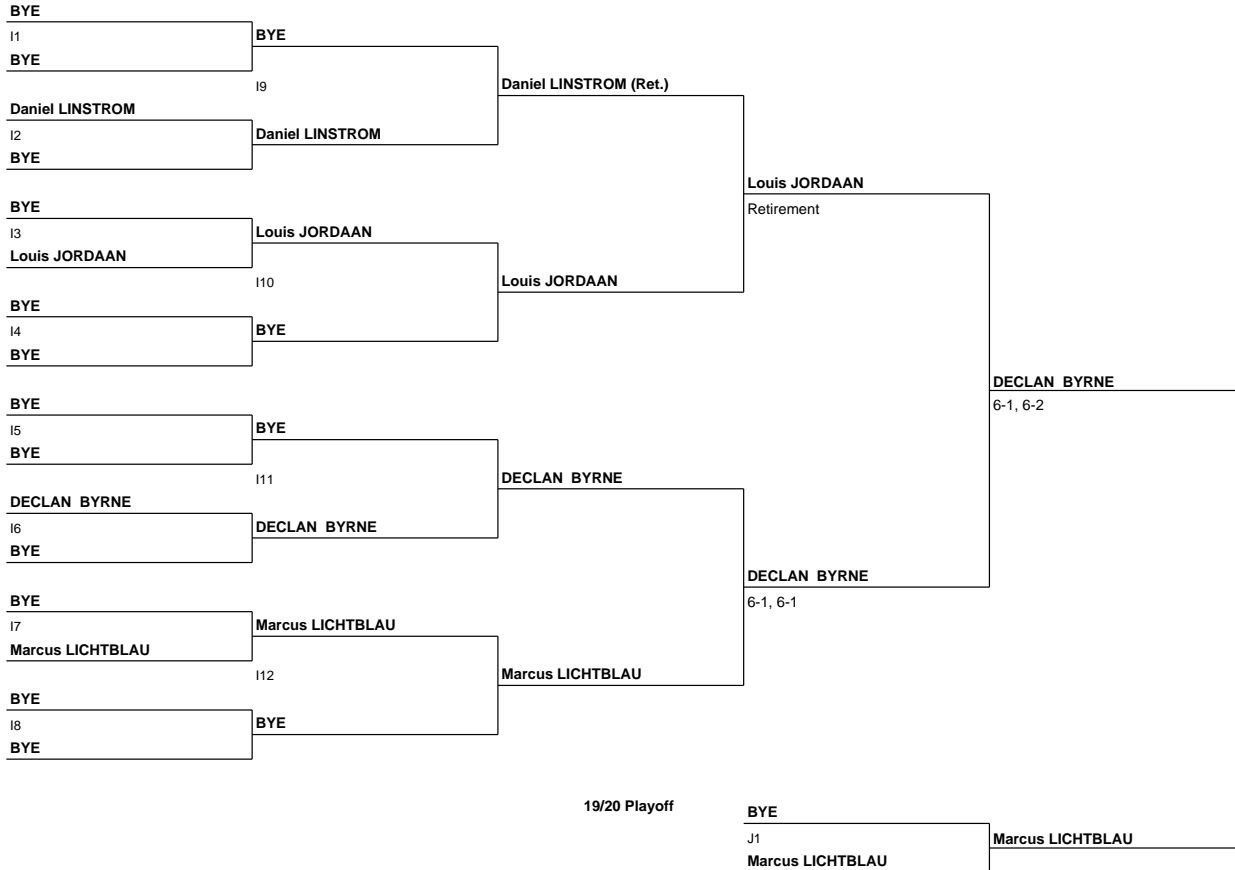 BYE
I1
BYE
BYE
I9
Daniel LINSTROM (Ret.)
Daniel LINSTROM
I2
Daniel LINSTROM
BYE
Louis JORDAAN
Retirement
BYE
I3
Louis JORDAAN
Louis JORDAAN
I10
Louis JORDAAN
BYE
I4
BYE
BYE
DECLAN BYRNE
6-1, 6-2
BYE
I5
BYE
BYE
I11
DECLAN BYRNE
DECLAN BYRNE
I6
DECLAN BYRNE
BYE
DECLAN BYRNE
6-1, 6-1
BYE
I7
Marcus LICHTBLAU
Marcus LICHTBLAU
I12
Marcus LICHTBLAU
BYE
I8
BYE
BYE
19/20 Playoff
BYE
J1
Marcus LICHTBLAU
Marcus LICHTBLAU